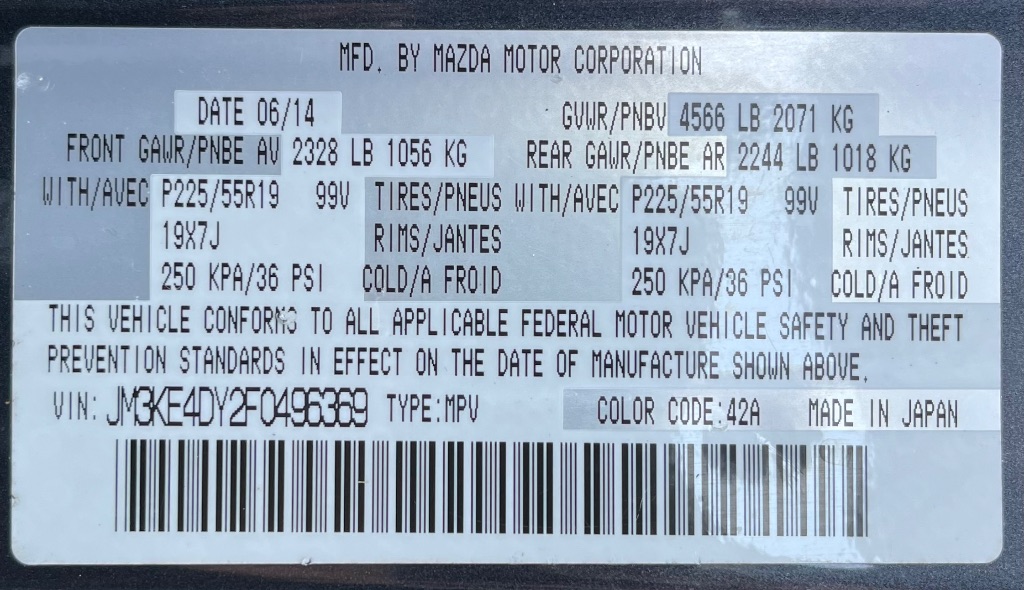 MFD. BY MAZDA MOTOR CORPORATION
DATE 06/14 GVWR/PNBV 4566 LB 2071 KG
FRONT GAWR/PNBE AV 2328 LB 1056 KG REAR GAWR/PNBE AR 2244 LB 1018 KG
WITH/AVEC P225/55R19 99V TIRES/PNEUS WITH/AVEC P225/55R19 99V TIRES/PNEUS
19X7J RIMS/JANTES 19X7J RIMS/JANTES
250 KPA/36 PSI COLD/A FROID 250 KPA/36 PSI COLD/A FROID
THIS VEHICLE CONFORMS TO ALL APPLICABLE FEDERAL MOTOR VEHICLE SAFETY AND THEFT
PREVENTION STANDARDS IN EFFECT ON THE DATE OF MANUFACTURE SHOWN ABOVE.
VIN: JM3KE4DY2F0496369 TYPE:MPV COLOR CODE:42A MADE IN JAPAN